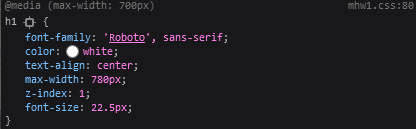 @media (max-width: 700px) mhw1.css:80
h1 {
font-family: 'Roboto', sans-serif;
color: white;
text-align: center;
max-width: 780px;
z-index: 1;
font-size: 22.5px;
}